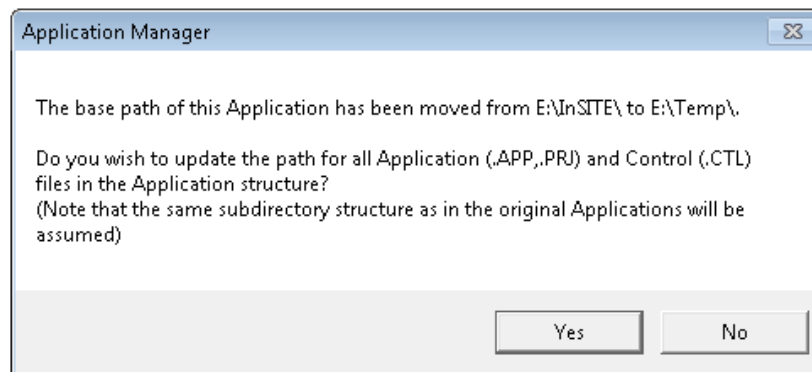 Application Manager
The base path of this Application has been moved from E:\InSITE\ to E:\Temp\.
Do you wish to update the path for all Application (.APP,.PRJ) and Control (.CTL)
files in the Application structure?
(Note that the same subdirectory structure as in the original Applications will be
assumed)
Yes No